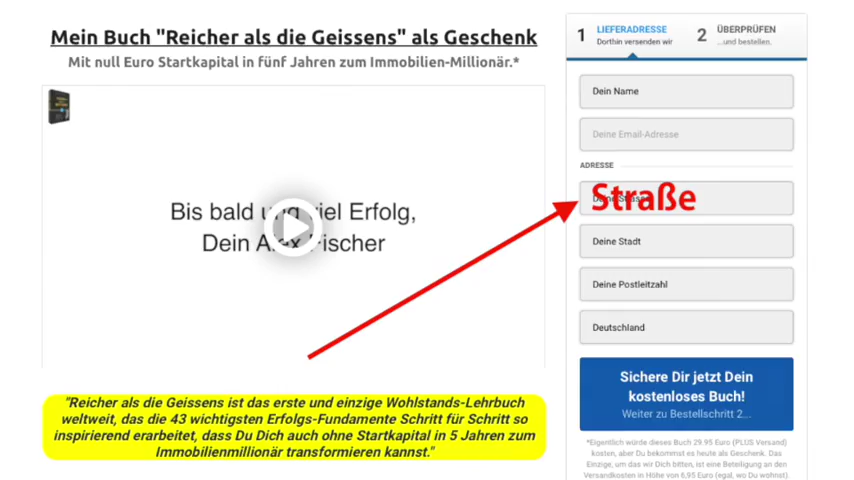 Mein Buch "Reicher als die Geissens" als Geschenk
Mit null Euro Startkapital in fünf Jahren zum Immobilien-Millionär.*
Bis bald und viel Erfolg,
Dein Alex Fischer
"Reicher als die Geissens ist das erste und einzige Wohlstands-Lehrbuch
weltweit, das die 43 wichtigsten Erfolgs-Fundamente Schritt für Schritt so
inspirierend erarbeitet, dass Du Dich auch ohne Startkapital in 5 Jahren zum
Immobilienmillionär transformieren kannst."
1 LIEFERADRESSE
Dorthin versenden wir
2 ÜBERPRÜFEN
...und bestellen.
Dein Name
Deine Email-Adresse
ADRESSE
Straße
Deine Stadt
Deine Postleitzahl
Deutschland
Sichere Dir jetzt Dein
kostenloses Buch!
Weiter zu Bestellschritt 2...
*Eigentlich würde dieses Buch 29.95 Euro (PLUS Versand)
kosten, aber Du bekommst es heute als Geschenk. Das
Einzige, um das wir Dich bitten, ist eine Beteiligung an den
Versandkosten in Höhe von 6,95 Euro (egal, wo Du wohnst).